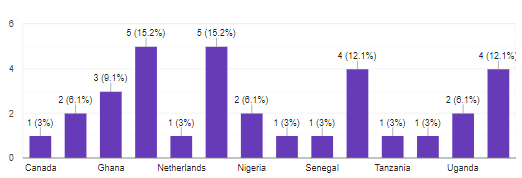 6
5 (15.2%) 5 (15.2%)
4 (12.1%) 4 (12.1%)
4
3 (9.1%)
2 (6.1%) 2 (6.1%) 2 (6.1%)
2
1 (3%) 1 (3%) 1 (3%) 1 (3%) 1 (3%) 1 (3%)
0
Canada Ghana Netherlands Nigeria Senegal Tanzania Uganda